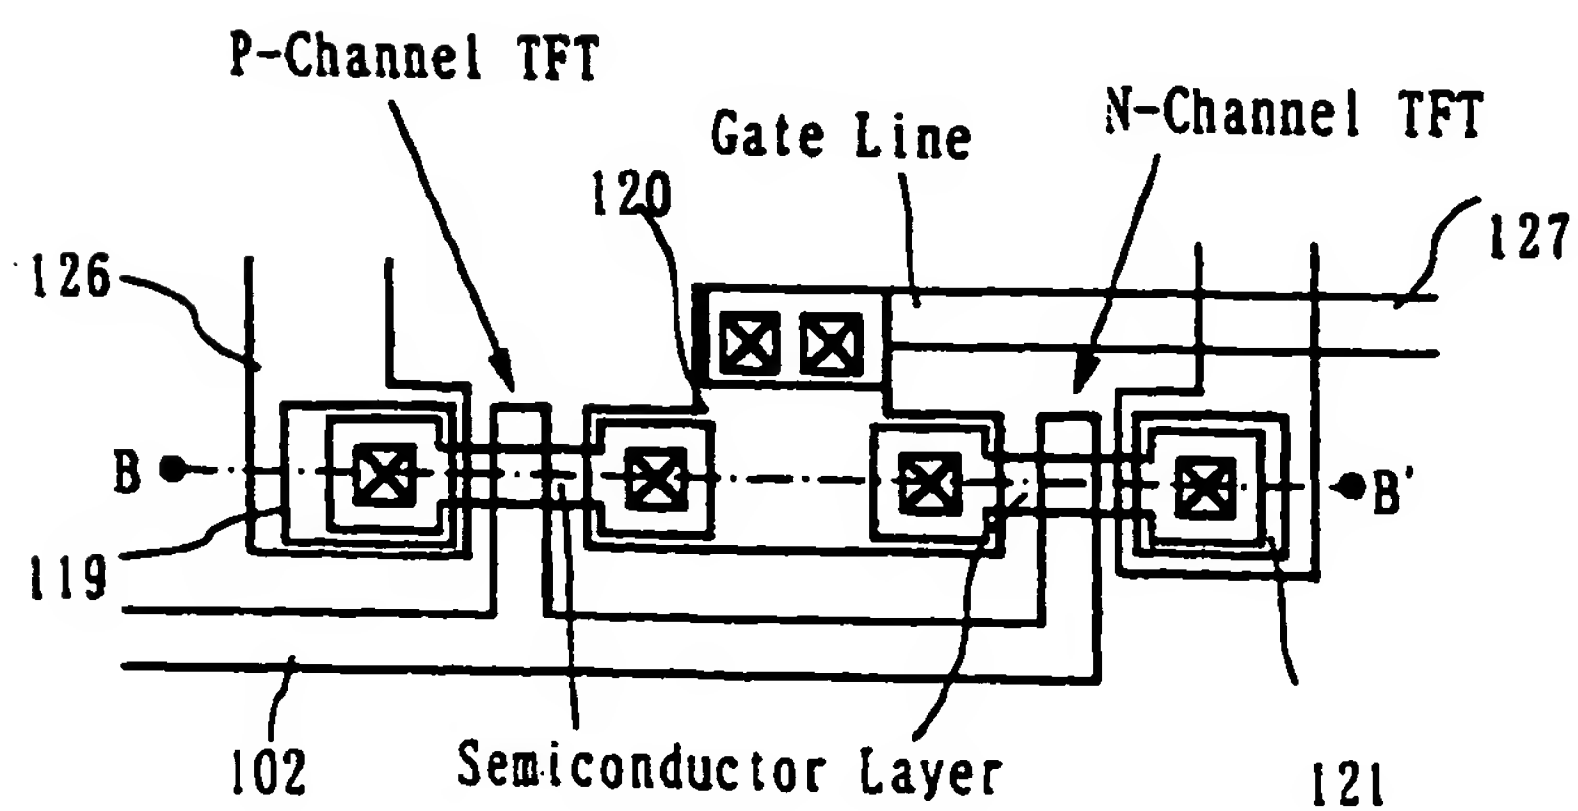 P-Channel TFT
N-Channel TFT
Gate Line
120
127
126
B
B'
119
102
Semiconductor Layer
121